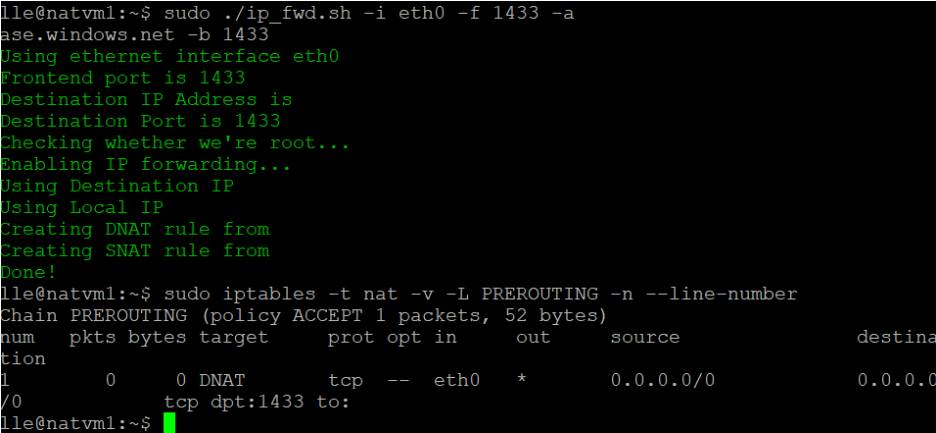 lle@natvm1:~$ sudo ./ip_fwd.sh -i eth0 -f 1433 -a
ase.windows.net -b 1433
Using ethernet interface eth0
Frontend port is 1433
Destination IP Address is
Destination Port is 1433
Checking whether we're root...
Enabling IP forwarding...
Using Destination IP
Using Local IP
Creating DNAT rule from
Creating SNAT rule from
Done!
lle@natvm1:~$ sudo iptables -t nat -v -L PREROUTING -n --line-number
Chain PREROUTING (policy ACCEPT 1 packets, 52 bytes)
num   pkts bytes target     prot opt in     out     source               destina
tion
1        0     0 DNAT       tcp  --  eth0   *       0.0.0.0/0            0.0.0.0
/0            tcp dpt:1433 to:
lle@natvm1:~$